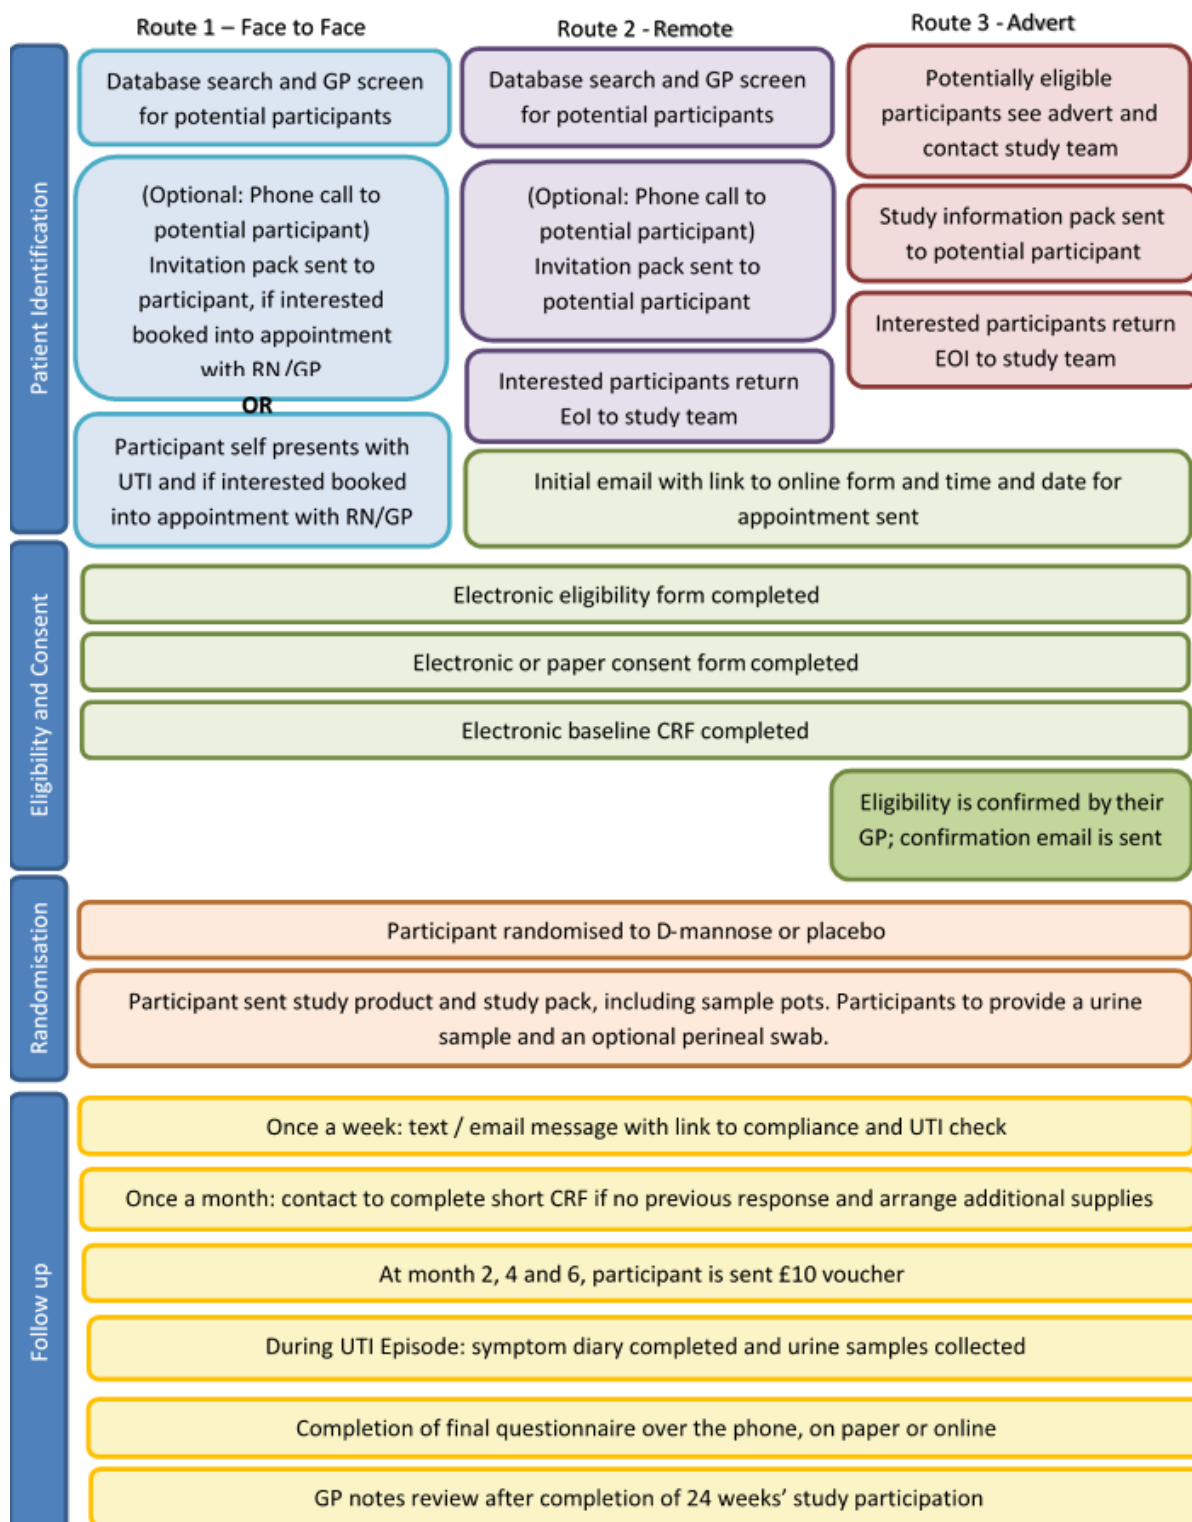 Route 1 – Face to Face
Route 2 - Remote
Route 3 - Advert
Patient Identification
Database search and GP screen
for potential participants
(Optional: Phone call to
potential participant)
Invitation pack sent to
participant, if interested
booked into appointment
with RN/GP
OR
Participant self presents with
UTI and if interested booked
into appointment with RN/GP
Database search and GP screen
for potential participants
(Optional: Phone call to
potential participant)
Invitation pack sent to
potential participant
Interested participants return
EoI to study team
Potentially eligible
participants see advert and
contact study team
Study information pack sent
to potential participant
Interested participants return
EOI to study team
Initial email with link to online form and time and date for
appointment sent
Eligibility and Consent
Electronic eligibility form completed
Electronic or paper consent form completed
Electronic baseline CRF completed
Eligibility is confirmed by their
GP; confirmation email is sent
Randomisation
Participant randomised to D-mannose or placebo
Participant sent study product and study pack, including sample pots. Participants to provide a urine
sample and an optional perineal swab.
Follow up
Once a week: text / email message with link to compliance and UTI check
Once a month: contact to complete short CRF if no previous response and arrange additional supplies
At month 2, 4 and 6, participant is sent £10 voucher
During UTI Episode: symptom diary completed and urine samples collected
Completion of final questionnaire over the phone, on paper or online
GP notes review after completion of 24 weeks’ study participation